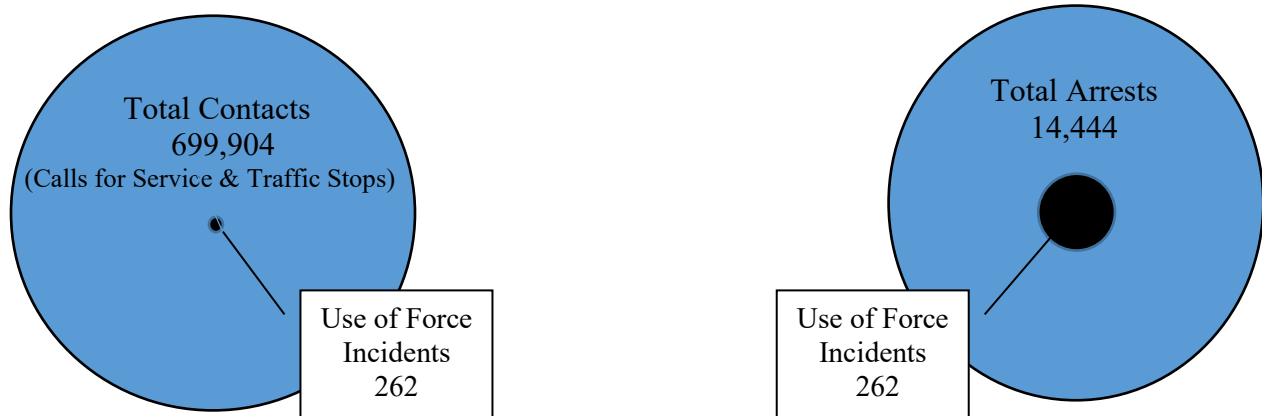 Total Contacts
699,904
(Calls for Service & Traffic Stops)
Use of Force
Incidents
262
Total Arrests
14,444
Use of Force
Incidents
262